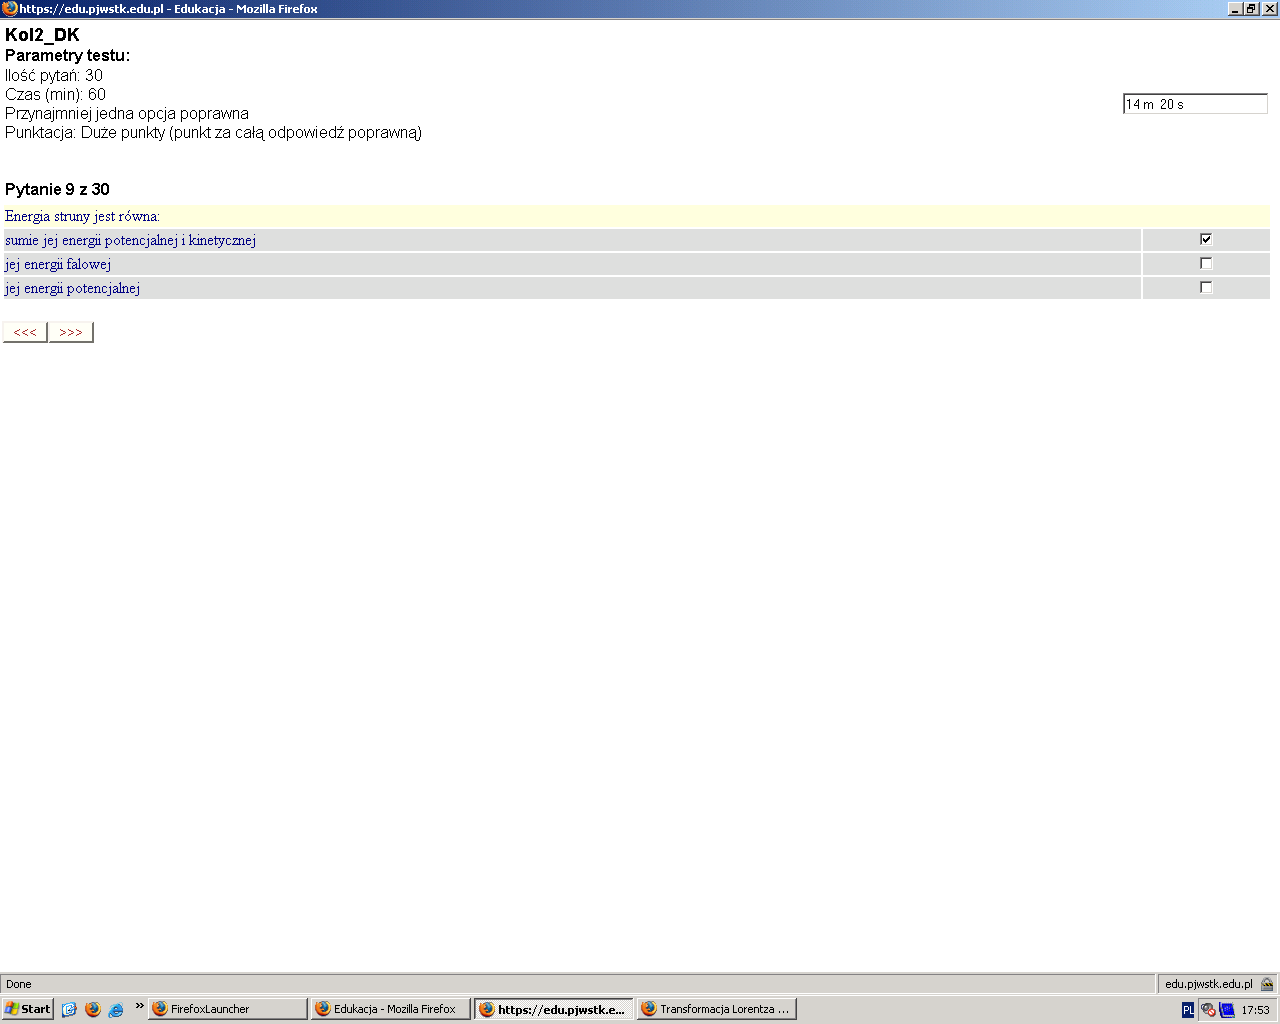 https://edu.pjwstk.edu.pl - Edukacja - Mozilla Firefox
Kol2_DK
Parametry testu:
Ilość pytań: 30
Czas (min): 60
14 m 20 s
Przynajmniej jedna opcja poprawna
Punktacja: Duże punkty (punkt za całą odpowiedź poprawną)
Pytanie 9 z 30
Energia struny jest równa:
sumie jej energii potencjalnej i kinetycznej
jej energii falowej
jej energii potencjalnej
<<< >>>
Done edu.pjwstk.edu.pl
Start » FirefoxLauncher Edukacja - Mozilla Firefox https://edu.pjwstk.e... Transformacja Lorentza ... PL 17:53